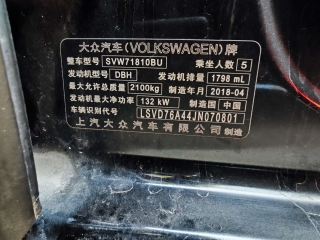 大众汽车(VOLKSWAGEN)牌
整车型号 SVW71810BU 乘坐人数 5
发动机型号 DBH 发动机排量 1798 mL
最大允许总质量 2100kg 制造年月 2018-04
发动机最大净功率 132 kW 制造国 中国
车辆识别代号 LSVD76A44JN070801
上汽大众汽车有限公司 制造